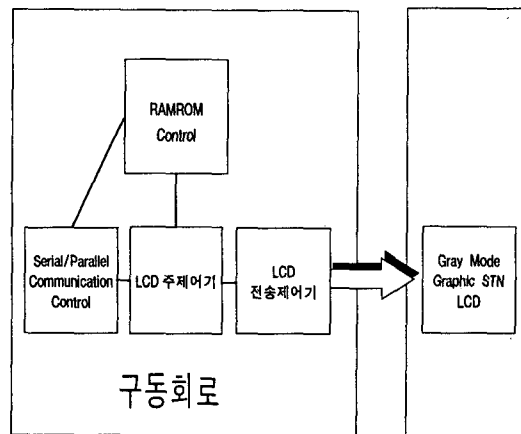 RAMROM
Control
Serial/Parallel
Communication
Control
LCD 주제어기
LCD
전송제어기
Gray Mode
Graphic STN
LCD
구동회로